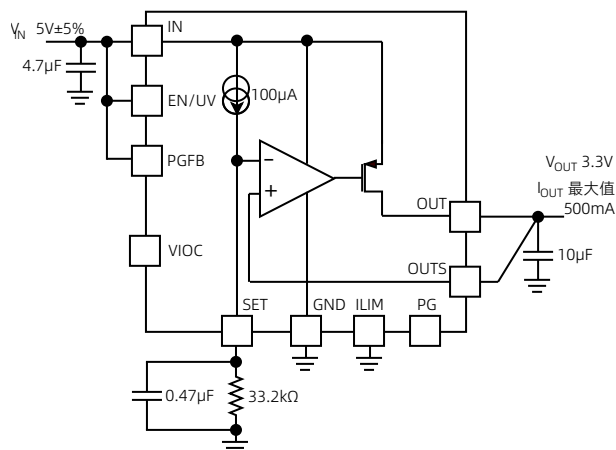 VIN 5V±5%
IN
4.7µF
100µA
EN/UV
PGFB
−
+
VOUT 3.3V
IOUT 最大值
500mA
OUT
VIOC
10µF
OUTS
SET
GND
ILIM
PG
0.47µF
33.2kΩ